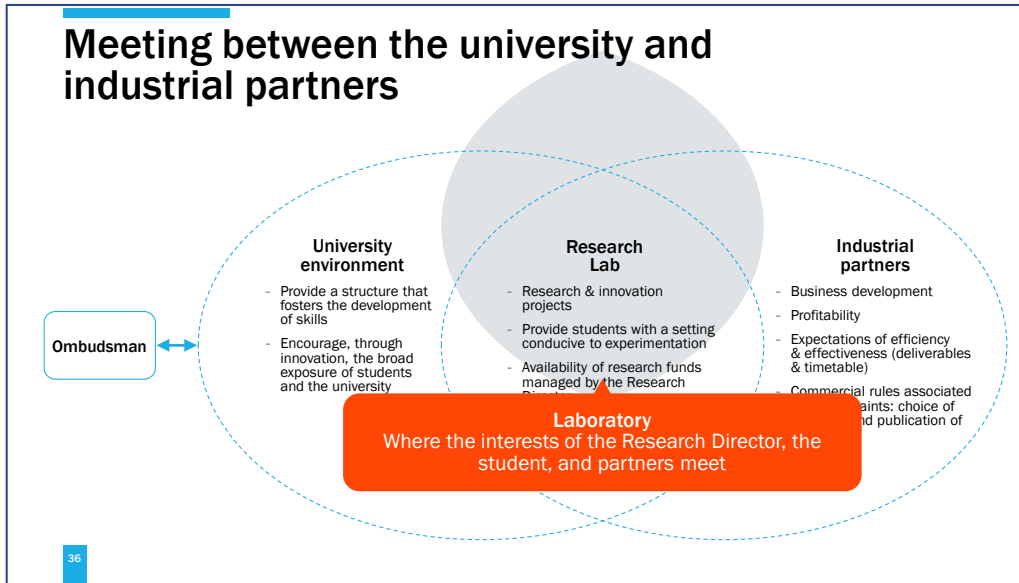 Meeting between the university and
industrial partners
Ombudsman
University
environment
- Provide a structure that
fosters the development
of skills
- Encourage, through
innovation, the broad
exposure of students
and the university
Research
Lab
- Research & innovation
projects
- Provide students with a setting
conducive to experimentation
- Availability of research funds
managed by the Research
Industrial
partners
- Business development
- Profitability
- Expectations of efficiency
& effectiveness (deliverables
& timetable)
- Commercial rules associated
choice of
publication of
Laboratory
Where the interests of the Research Director, the
student, and partners meet
36